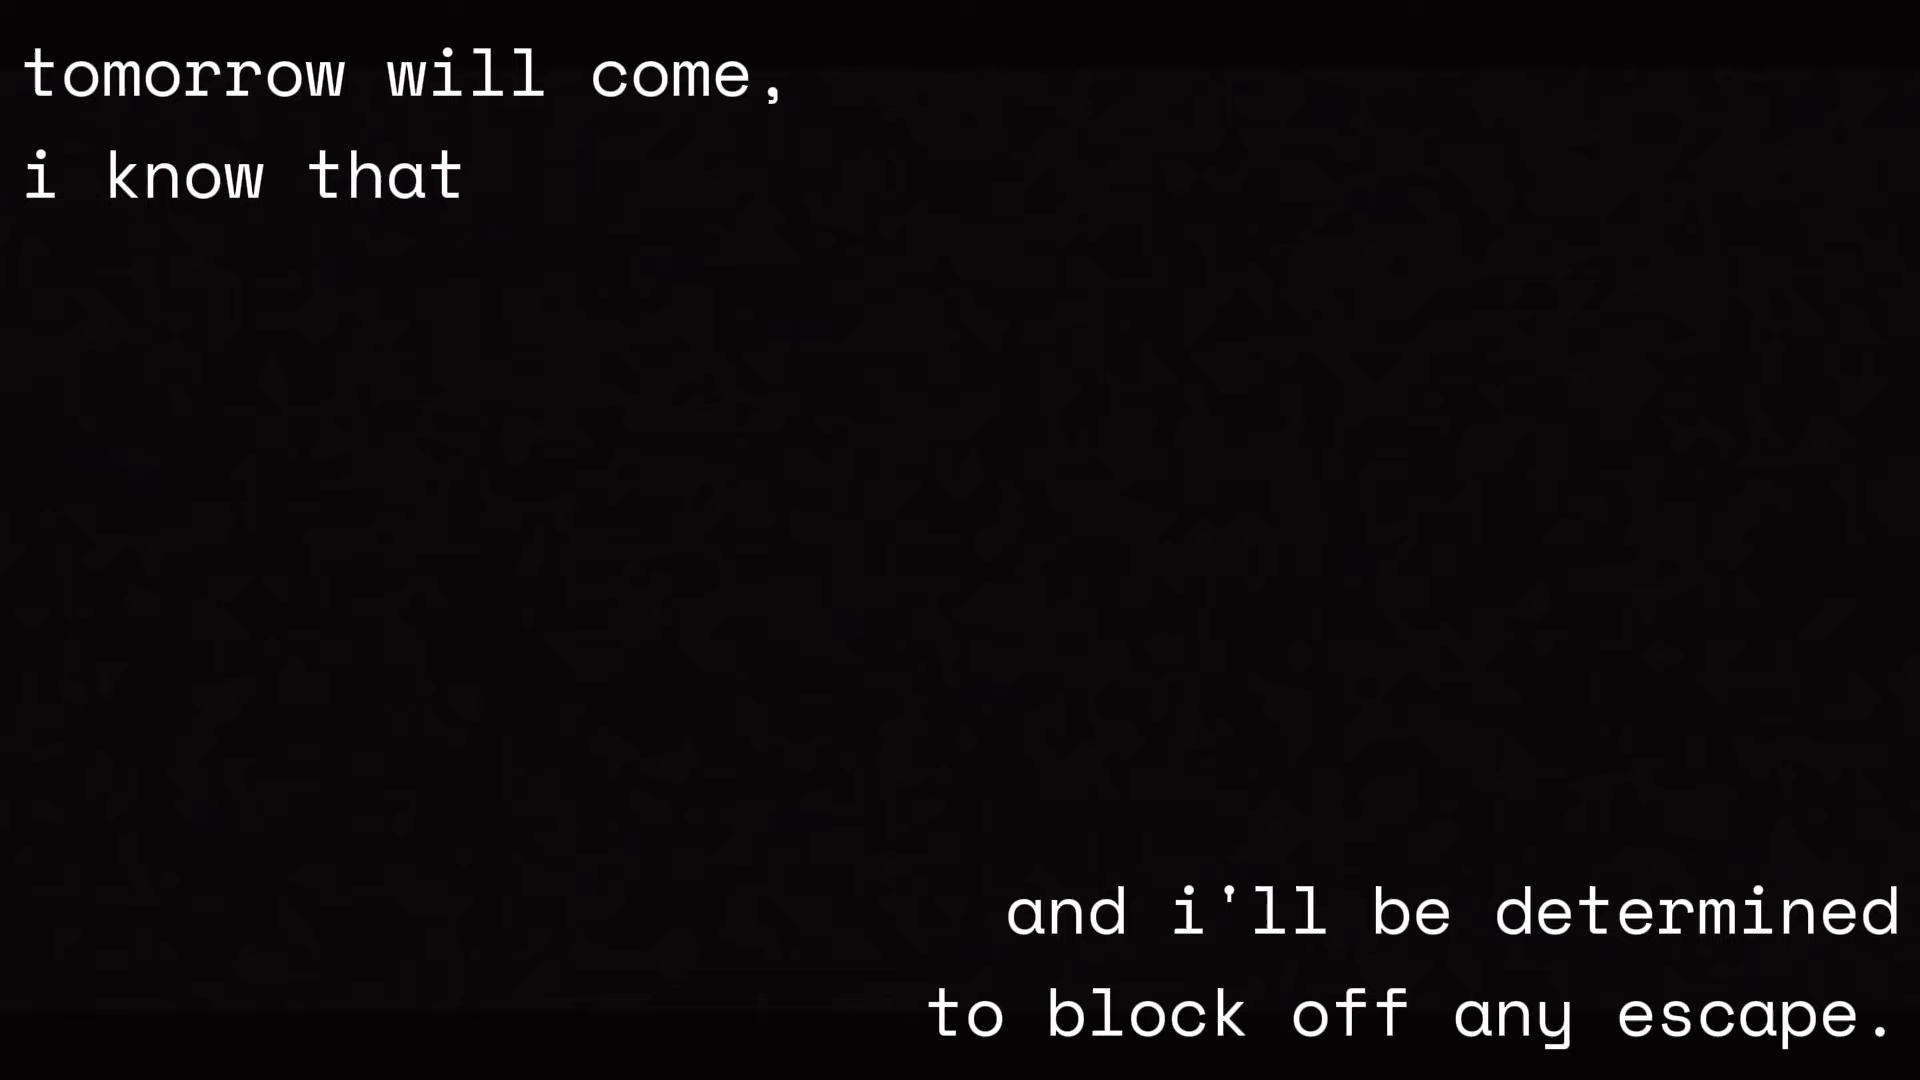 tomorrow will come,
i know that
and i'll be determined
to block off any escape.